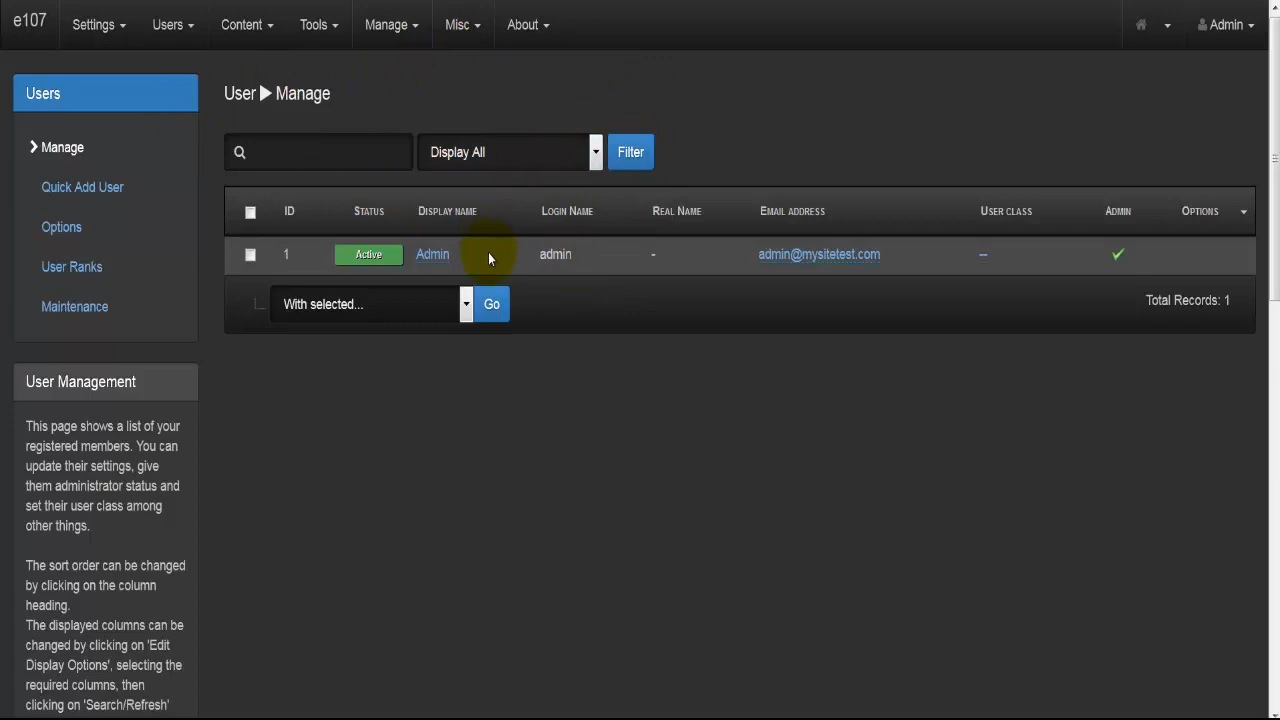 e107 Settings Users Content Tools Manage Misc About Admin
Users
Manage
Quick Add User
Options
User Ranks
Maintenance
User Management
This page shows a list of your
registered members. You can
update their settings, give
them administrator status and
set their user class among
other things.
The sort order can be changed
by clicking on the column
heading.
The displayed columns can be
changed by clicking on 'Edit
Display Options', selecting the
required columns, then
clicking on 'Search/Refresh'
User Manage
Display All Filter
ID Status Display name Login Name Real Name Email address User class Admin Options
1 Active Admin admin - admin@mysitetest.com --
With selected... Go Total Records: 1